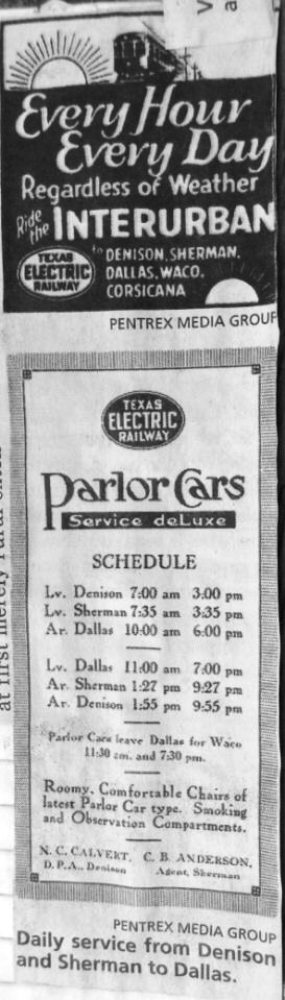 Every Hour
Every Day
Regardless of Weather
Ride the INTERURBAN
TEXAS ELECTRIC RAILWAY
to DENISON, SHERMAN,
DALLAS, WACO,
CORSICANA
PENTREX MEDIA GROUP
TEXAS
ELECTRIC
RAILWAY
Parlor Cars
Service deLuxe
SCHEDULE
Lv. Denison 7:00 am 3:00 pm
Lv. Sherman 7:35 am 3:35 pm
Ar. Dallas 10:00 am 6:00 pm
Lv. Dallas 11:00 am 7:00 pm
Ar. Sherman 1:27 pm 9:27 pm
Ar. Denison 1:55 pm 9:55 pm
Parlor Cars leave Dallas for Waco
11:30 am. and 7:30 pm.
Roomy, Comfortable Chairs of
latest Parlor Car type. Smoking
and Observation Compartments.
N. C. CALVERT, C. B. ANDERSON,
D. P. A., Denison Agent, Sherman
PENTREX MEDIA GROUP
Daily service from Denison
and Sherman to Dallas.
at first merely rural